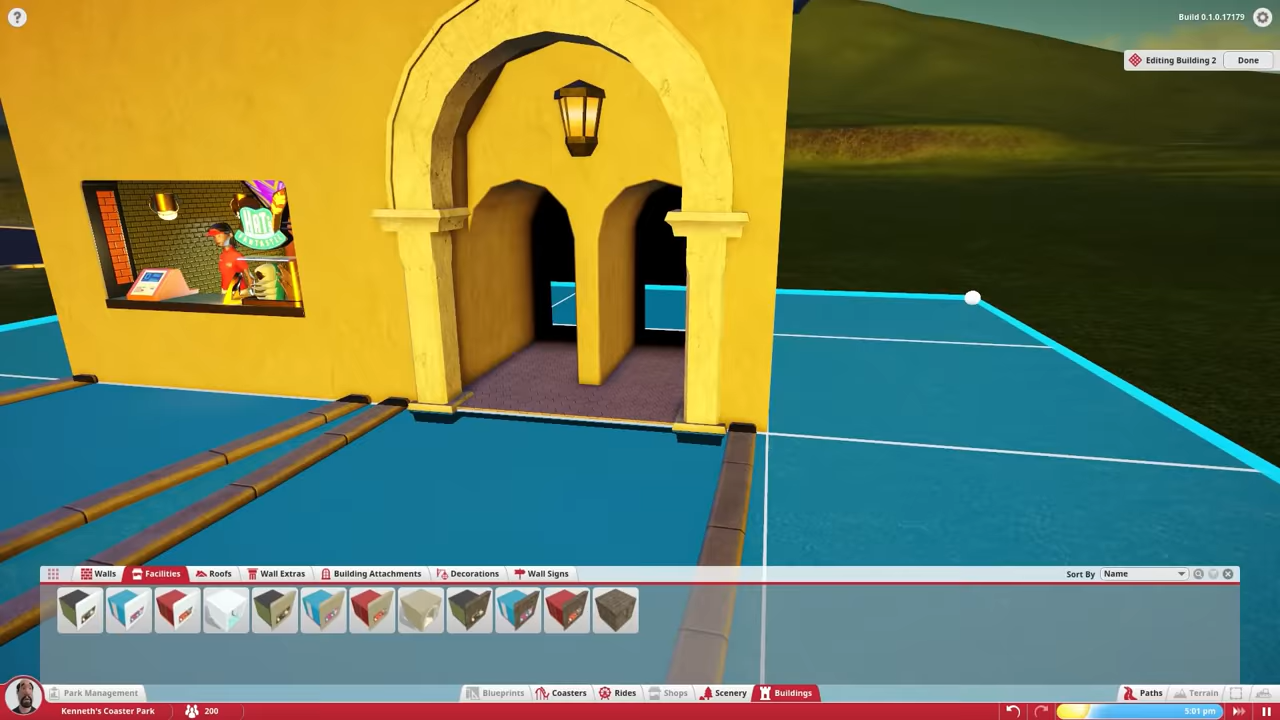 ?
Build 0.1.0.17179
Editing Building 2
Done
HOT
FANTASTIC
Walls
Facilities
Roofs
Wall Extras
Building Attachments
Decorations
Wall Signs
Sort By
Name
Park Management
Blueprints
Coasters
Rides
Shops
Scenery
Buildings
Paths
Terrain
Kenneth's Coaster Park
200
5:01 pm